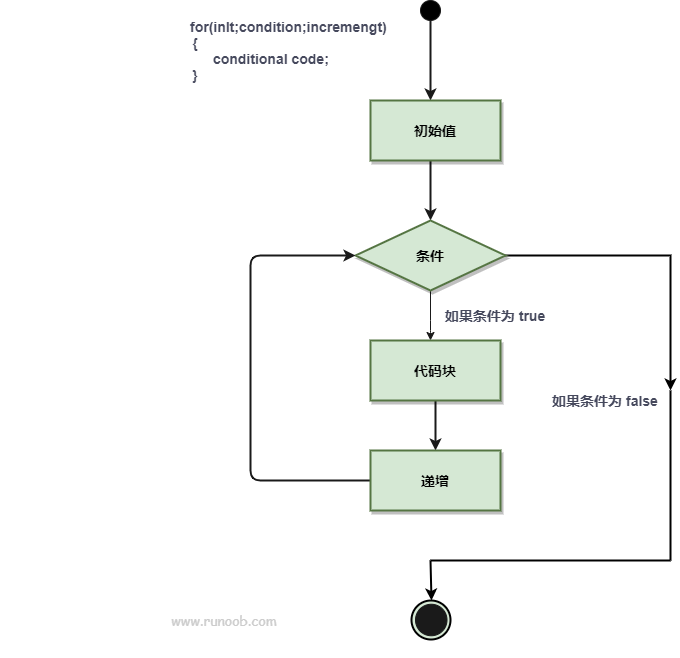 for(inIt;condition;incremengt)
{
conditional code;
}
初始值
条件
如果条件为 true
代码块
如果条件为 false
递增
www.runoob.com